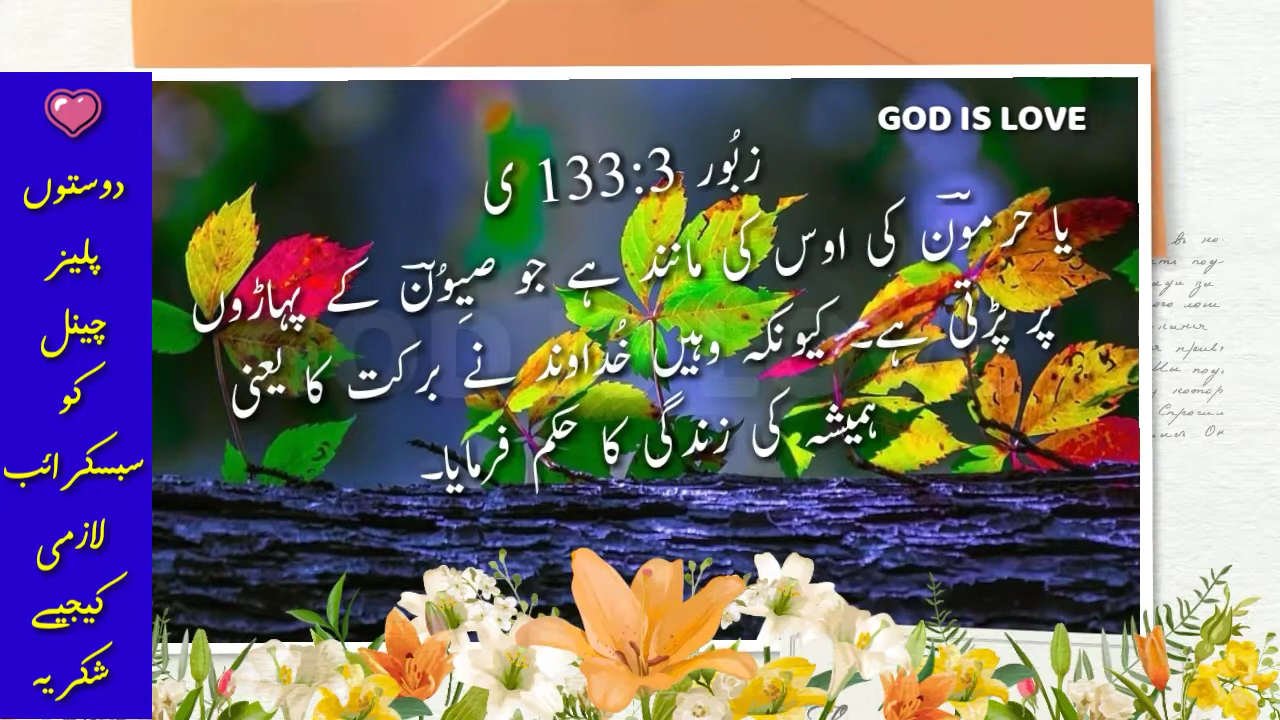 GOD IS LOVE
زبُور 133:3 ی
یا حرموؔن کی اوس کی مانند ہے جو صِیوُنؔ کے پہاڑوں
پر پڑتی ہے۔ کیونکہ وہیں خُداوند نے برکت کا یعنی
ہمیشہ کی زندگی کا حکم فرمایا۔
دوستوں
پلیز
چینل
کو
سبسکرائب
لازمی
کیجیے
شکریہ